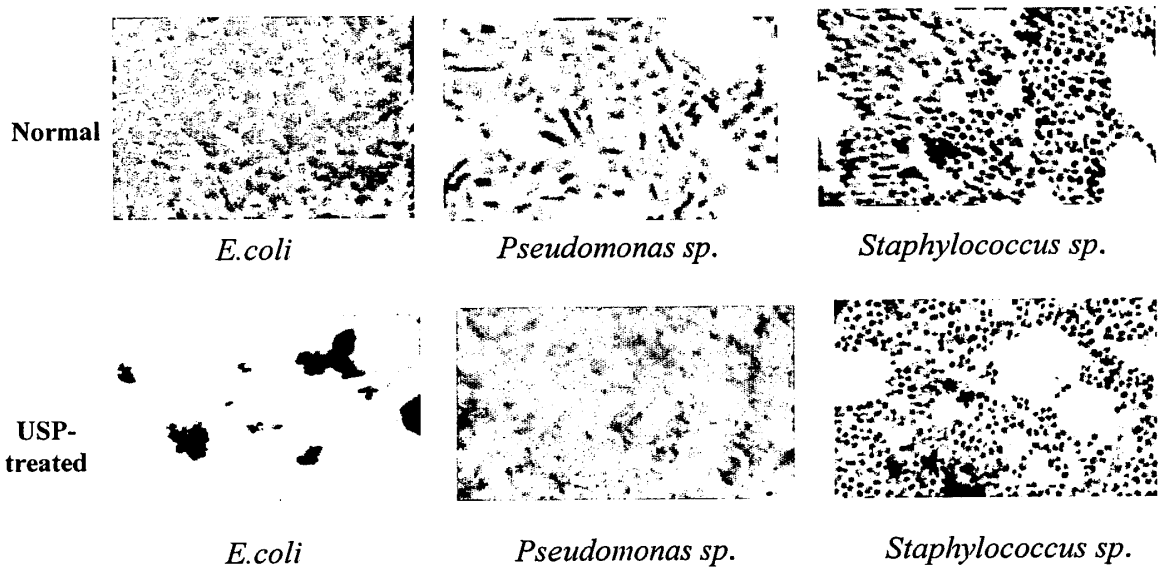 Normal
E.coli
Pseudomonas sp.
Staphylococcus sp.
USP-
treated
E.coli
Pseudomonas sp.
Staphylococcus sp.